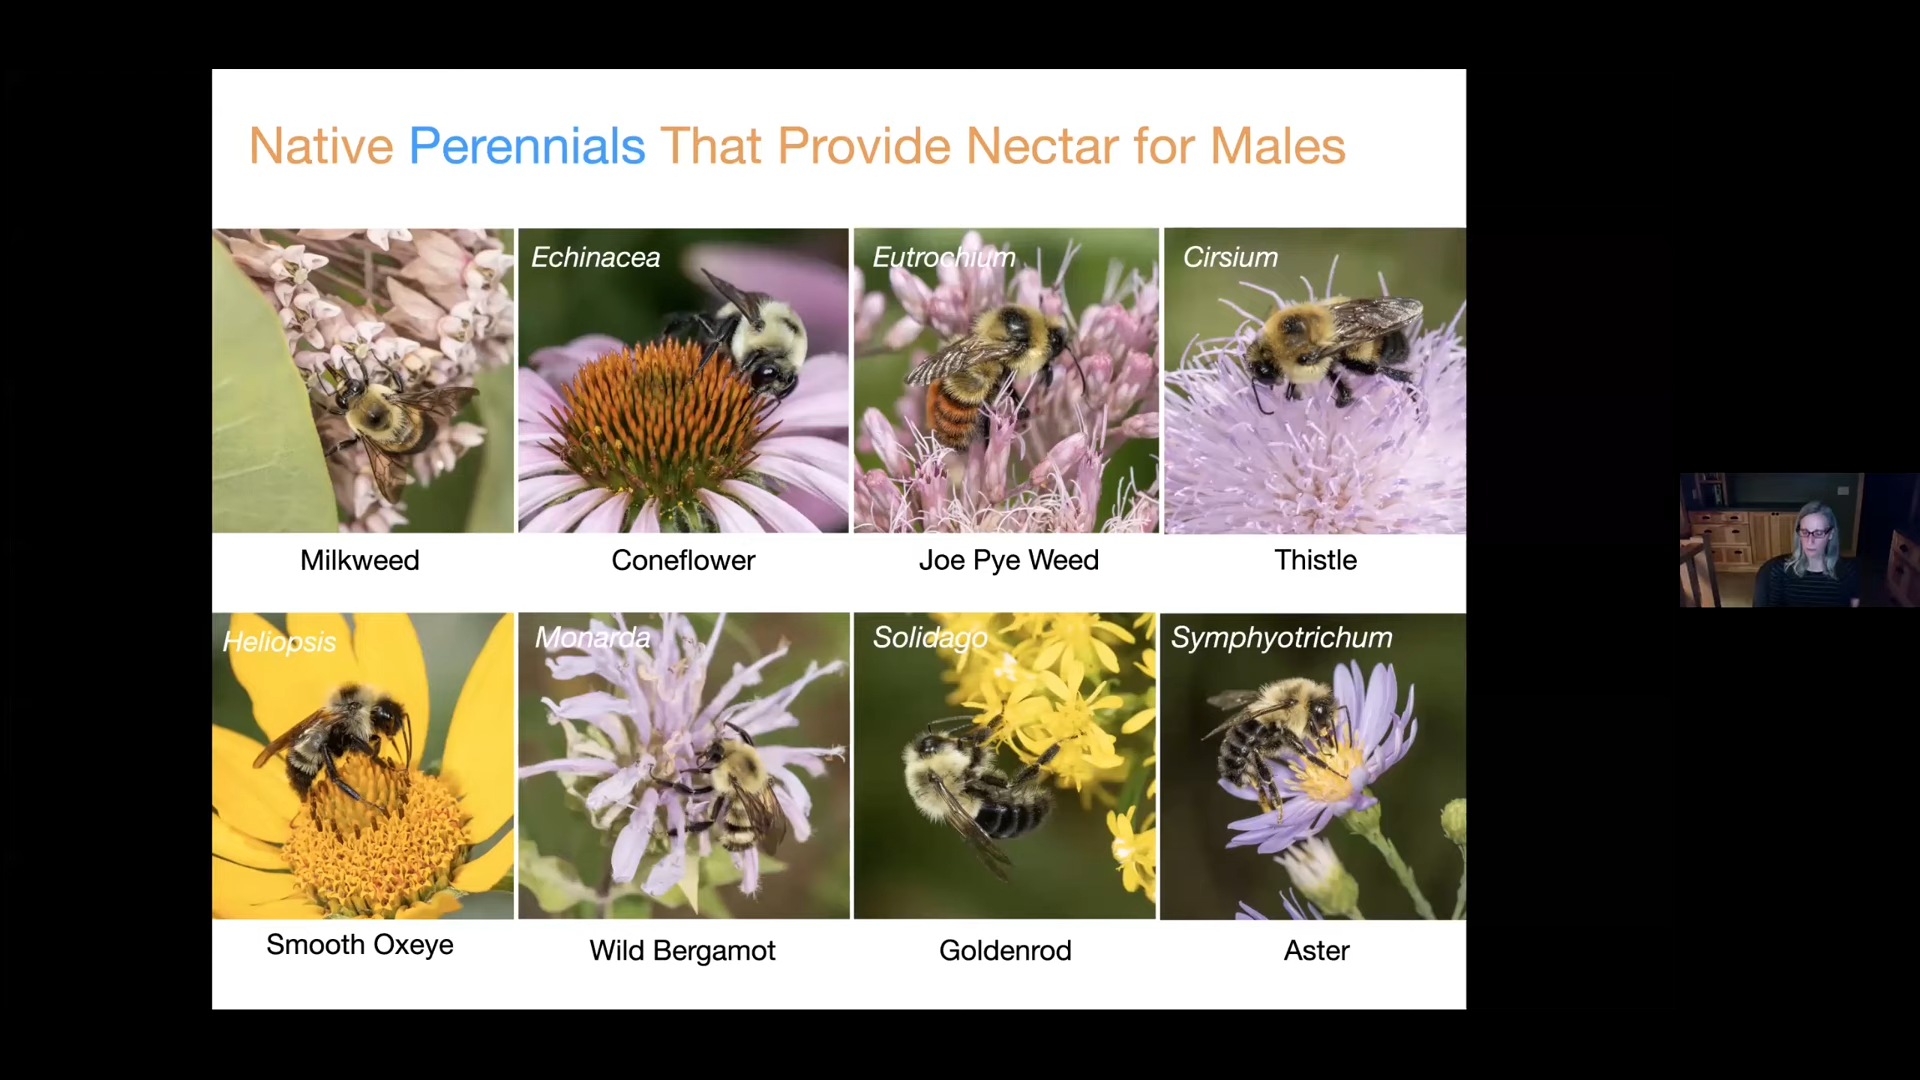 Native Perennials That Provide Nectar for Males
Echinacea
Eutrochium
Cirsium
Milkweed
Coneflower
Joe Pye Weed
Thistle
Heliopsis
Monarda
Solidago
Symphyotrichum
Smooth Oxeye
Wild Bergamot
Goldenrod
Aster